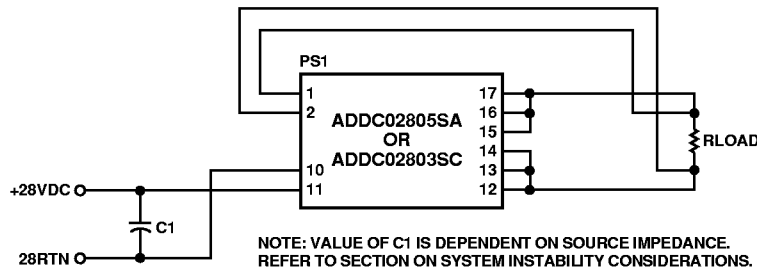 PS1
1
2
10
11
ADDC02805SA
OR
ADDC02803SC
17
16
15
14
13
12
RLOAD
+28VDC
C1
28RTN
NOTE: VALUE OF C1 IS DEPENDENT ON SOURCE IMPEDANCE.
REFER TO SECTION ON SYSTEM INSTABILITY CONSIDERATIONS.